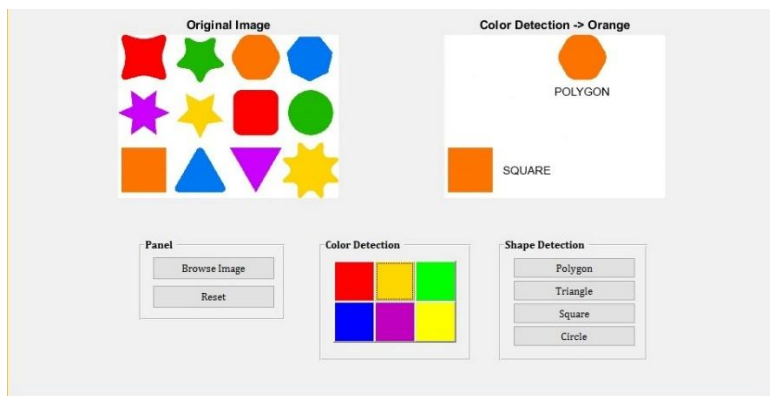 Original Image
Color Detection -> Orange
POLYGON
SQUARE
Panel
Browse Image
Reset
Color Detection
Shape Detection
Polygon
Triangle
Square
Circle